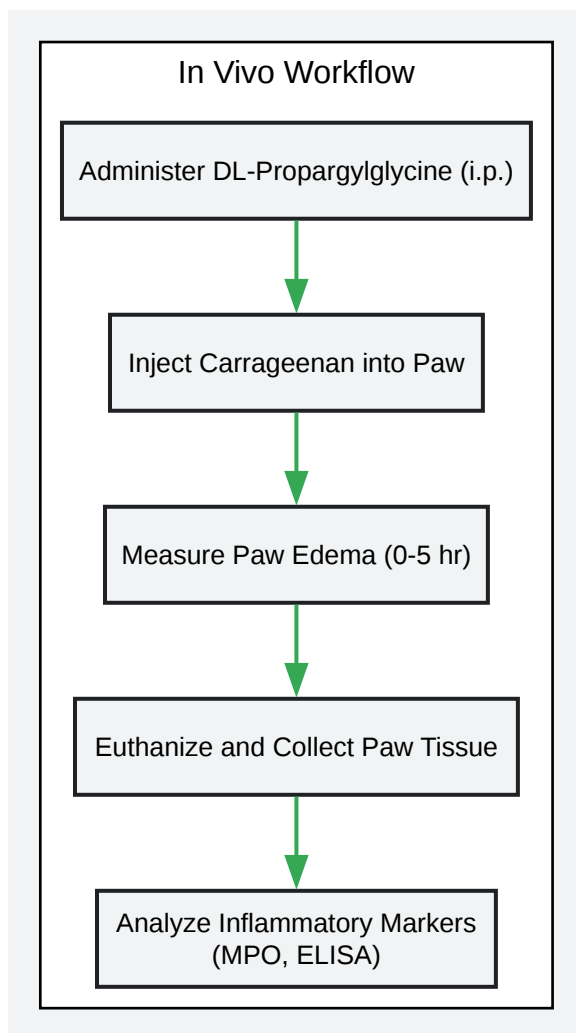 In Vivo Workflow
Administer DL-Propargylglycine (i.p.)
Inject Carrageenan into Paw
Measure Paw Edema (0-5 hr)
Euthanize and Collect Paw Tissue
Analyze Inflammatory Markers
(MPO, ELISA)